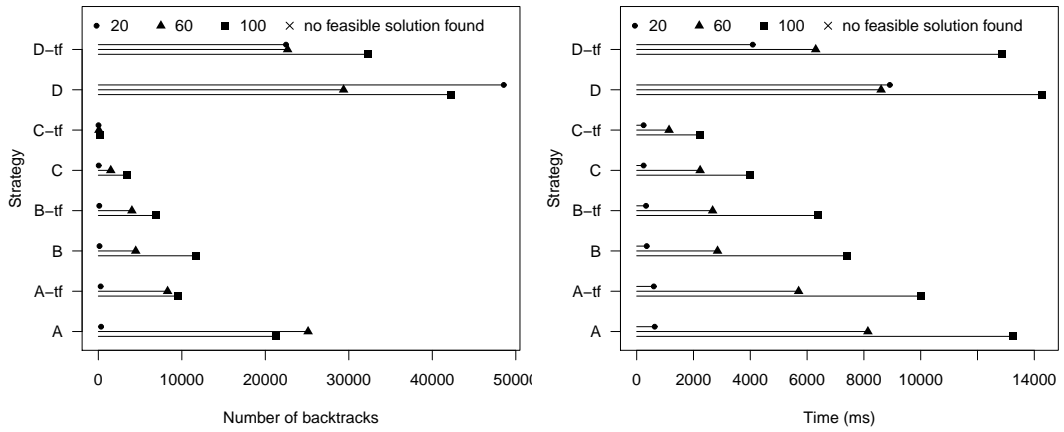 20 60 100 no feasible solution found
D−tf
D
C−tf
C
B−tf
B
A−tf
A
Strategy
0 10000 20000 30000 40000 50000
Number of backtracks
20 60 100 no feasible solution found
D−tf
D
C−tf
C
B−tf
B
A−tf
A
Strategy
0 2000 4000 6000 8000 10000 14000
Time (ms)